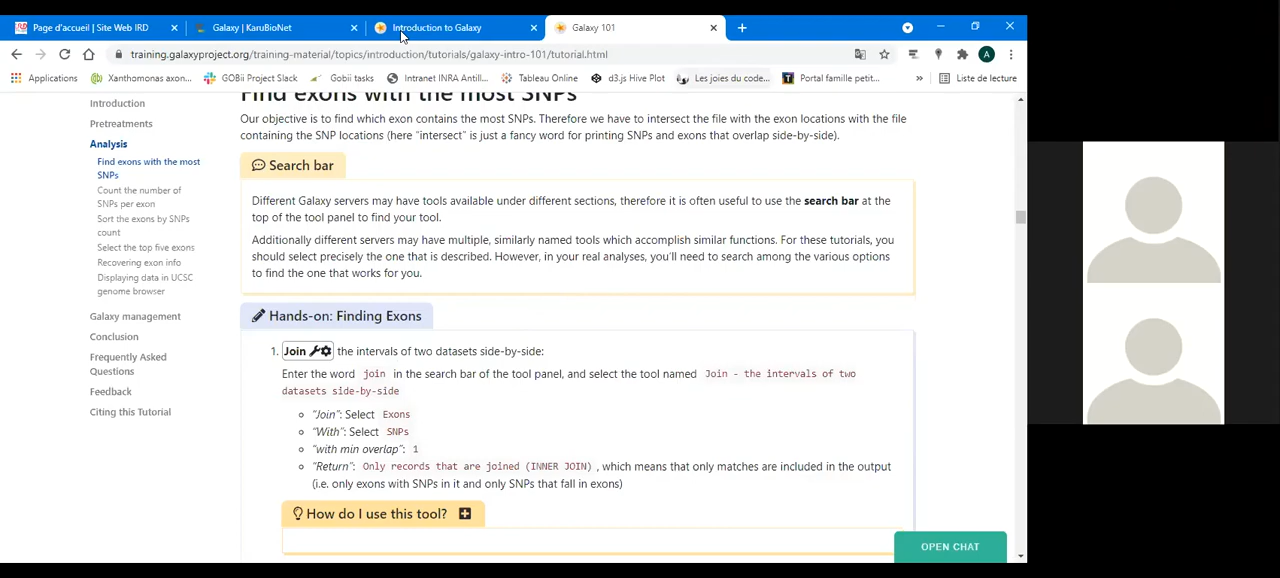 Page d'accueil | Site Web IRD
Galaxy | KaruBioNet
Introduction to Galaxy
Galaxy 101
training.galaxyproject.org/training-material/topics/introduction/tutorials/galaxy-intro-101/tutorial.html
A
Applications
Xanthomonas axon...
GOBii Project Slack
Gobii tasks
Intranet INRA Antill...
Tableau Online
d3.js Hive Plot
Les joies du code...
Portal famille petit...
»
Liste de lecture
Introduction
Pretreatments
Analysis
Find exons with the most
SNPs
Count the number of
SNPs per exon
Sort the exons by SNPs
count
Select the top five exons
Recovering exon info
Displaying data in UCSC
genome browser
Galaxy management
Conclusion
Frequently Asked
Questions
Feedback
Citing this Tutorial
Find exons with the most SNPs
Our objective is to find which exon contains the most SNPs. Therefore we have to intersect the file with the exon locations with the file
containing the SNP locations (here "intersect" is just a fancy word for printing SNPs and exons that overlap side-by-side).
Search bar
Different Galaxy servers may have tools available under different sections, therefore it is often useful to use the search bar at the
top of the tool panel to find your tool.
Additionally different servers may have multiple, similarly named tools which accomplish similar functions. For these tutorials, you
should select precisely the one that is described. However, in your real analyses, you'll need to search among the various options
to find the one that works for you.
Hands-on: Finding Exons
1. Join the intervals of two datasets side-by-side:
Enter the word join in the search bar of the tool panel, and select the tool named Join - the intervals of two
datasets side-by-side
"Join": Select Exons
"With": Select SNPs
"with min overlap": 1
"Return": Only records that are joined (INNER JOIN) , which means that only matches are included in the output
(i.e. only exons with SNPs in it and only SNPs that fall in exons)
How do I use this tool?
OPEN CHAT